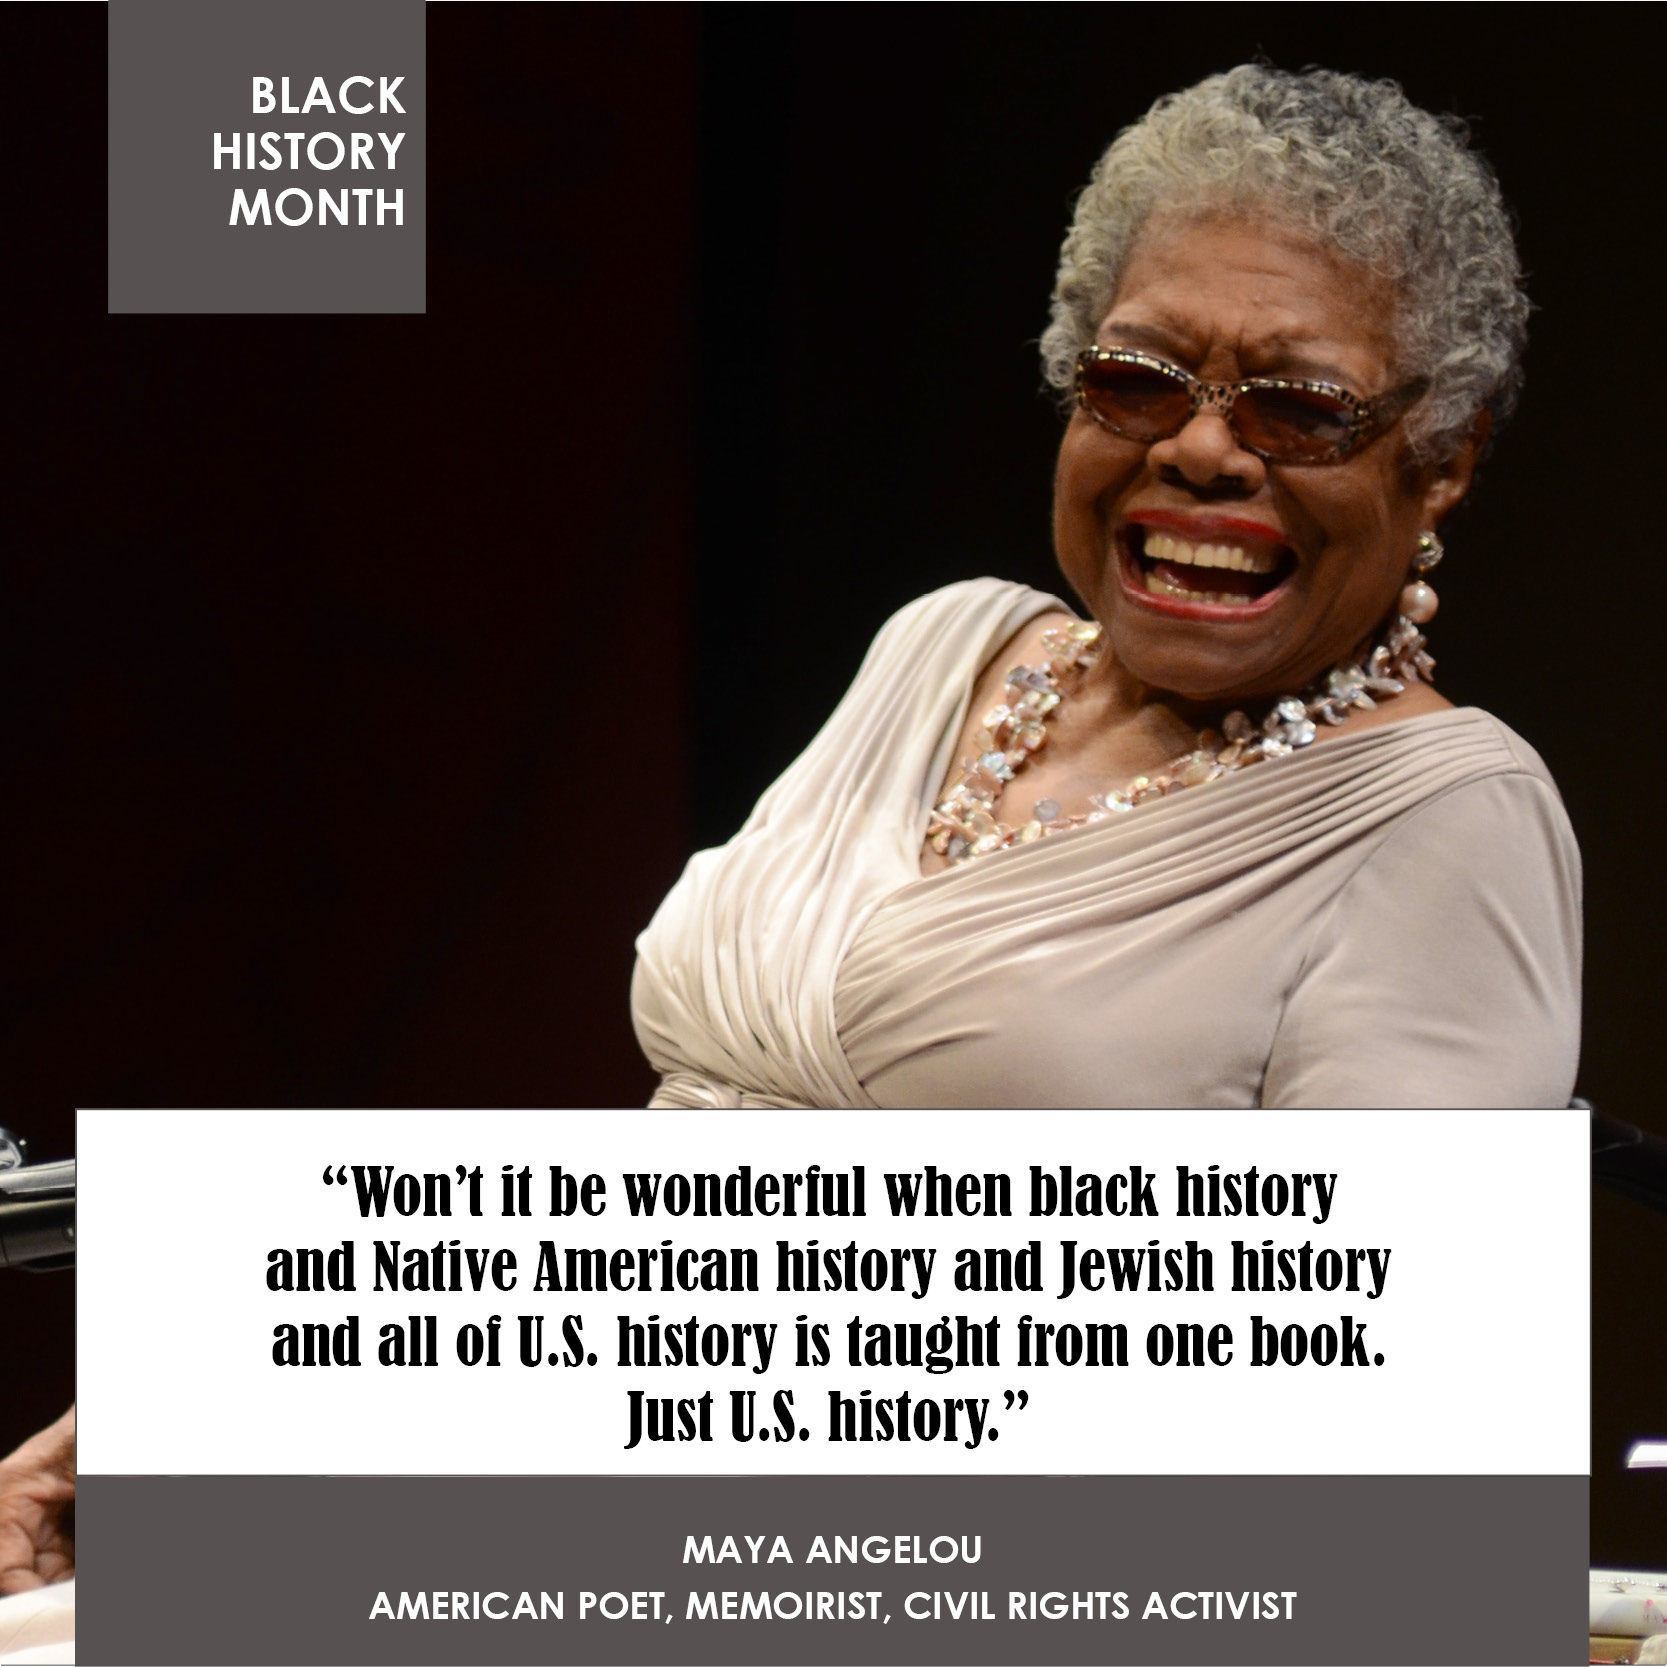 BLACK
HISTORY
MONTH
“Won’t it be wonderful when black history
and Native American history and Jewish history
and all of U.S. history is taught from one book.
Just U.S. history.”
MAYA ANGELOU
AMERICAN POET, MEMOIRIST, CIVIL RIGHTS ACTIVIST